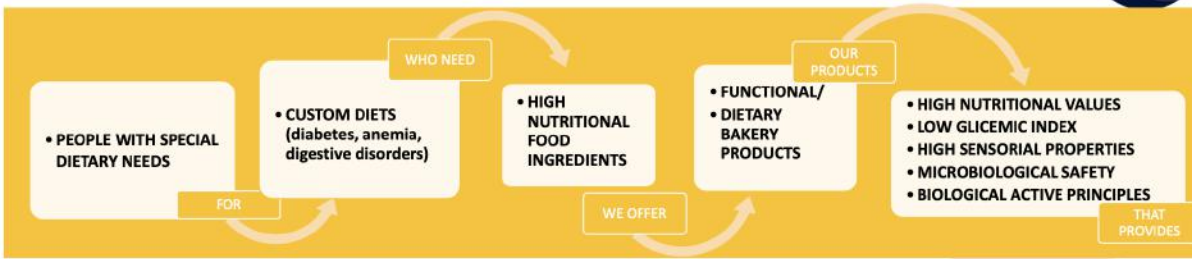 • PEOPLE WITH SPECIAL
DIETARY NEEDS
FOR
• CUSTOM DIETS
(diabetes, anemia,
digestive disorders)
WHO NEED
• HIGH
NUTRITIONAL
FOOD
INGREDIENTS
WE OFFER
• FUNCTIONAL/
• DIETARY
BAKERY
PRODUCTS
OUR
PRODUCTS
• HIGH NUTRITIONAL VALUES
• LOW GLICEMIC INDEX
• HIGH SENSORIAL PROPERTIES
• MICROBIOLOGICAL SAFETY
• BIOLOGICAL ACTIVE PRINCIPLES
THAT
PROVIDES